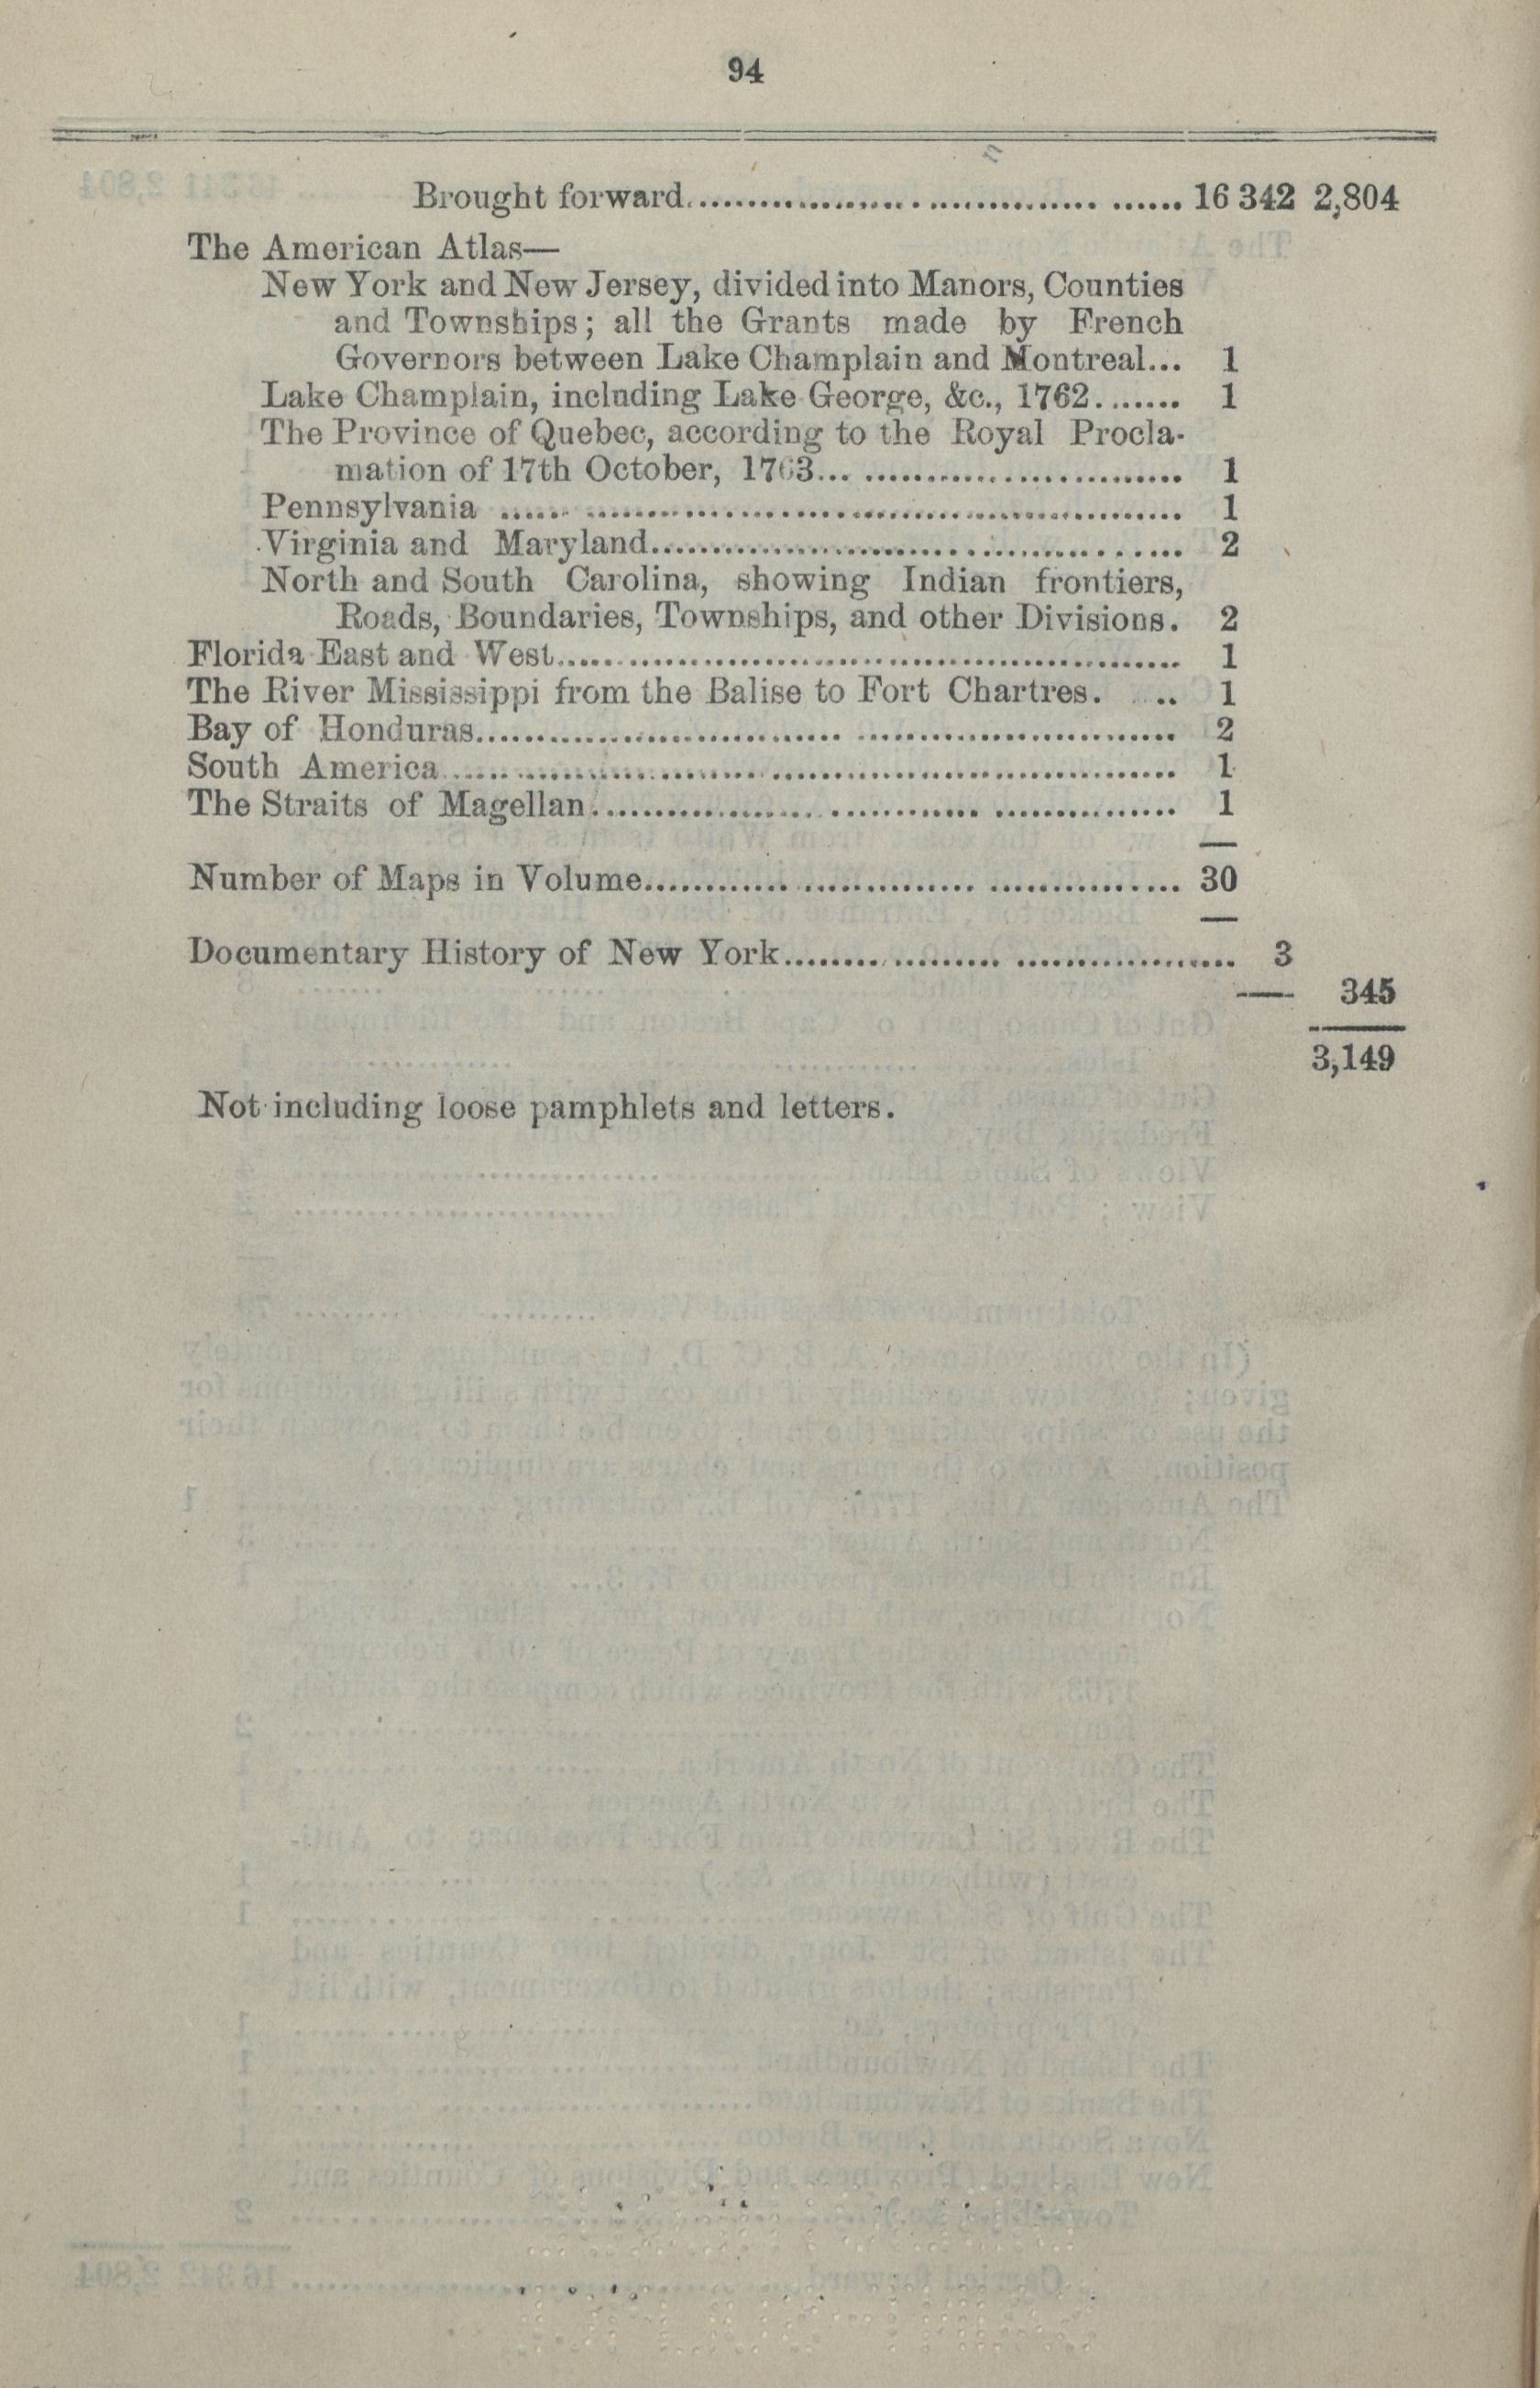 94
Brought forward........................................ 16 342 2,804
The American Atlas—
New York and New Jersey, divided into Manors, Counties
and Townships; all the Grants made by French
Governors between Lake Champlain and Montreal... 1
Lake Champlain, including Lake George, &c., 1762........ 1
The Province of Quebec, according to the Royal Procla-
mation of 17th October, 1763............................. 1
Pennsylvania .................................................. 1
Virginia and Maryland........................................ 2
North and South Carolina, showing Indian frontiers,
Roads, Boundaries, Townships, and other Divisions. 2
Florida East and West.............................................. 1
The River Mississippi from the Balise to Fort Chartres. .. 1
Bay of Honduras.................................................... 2
South America...................................................... 1
The Straits of Magellan............................................ 1
Number of Maps in Volume........................................ 30
Documentary History of New York................................ 3
345
3,149
Not including loose pamphlets and letters.